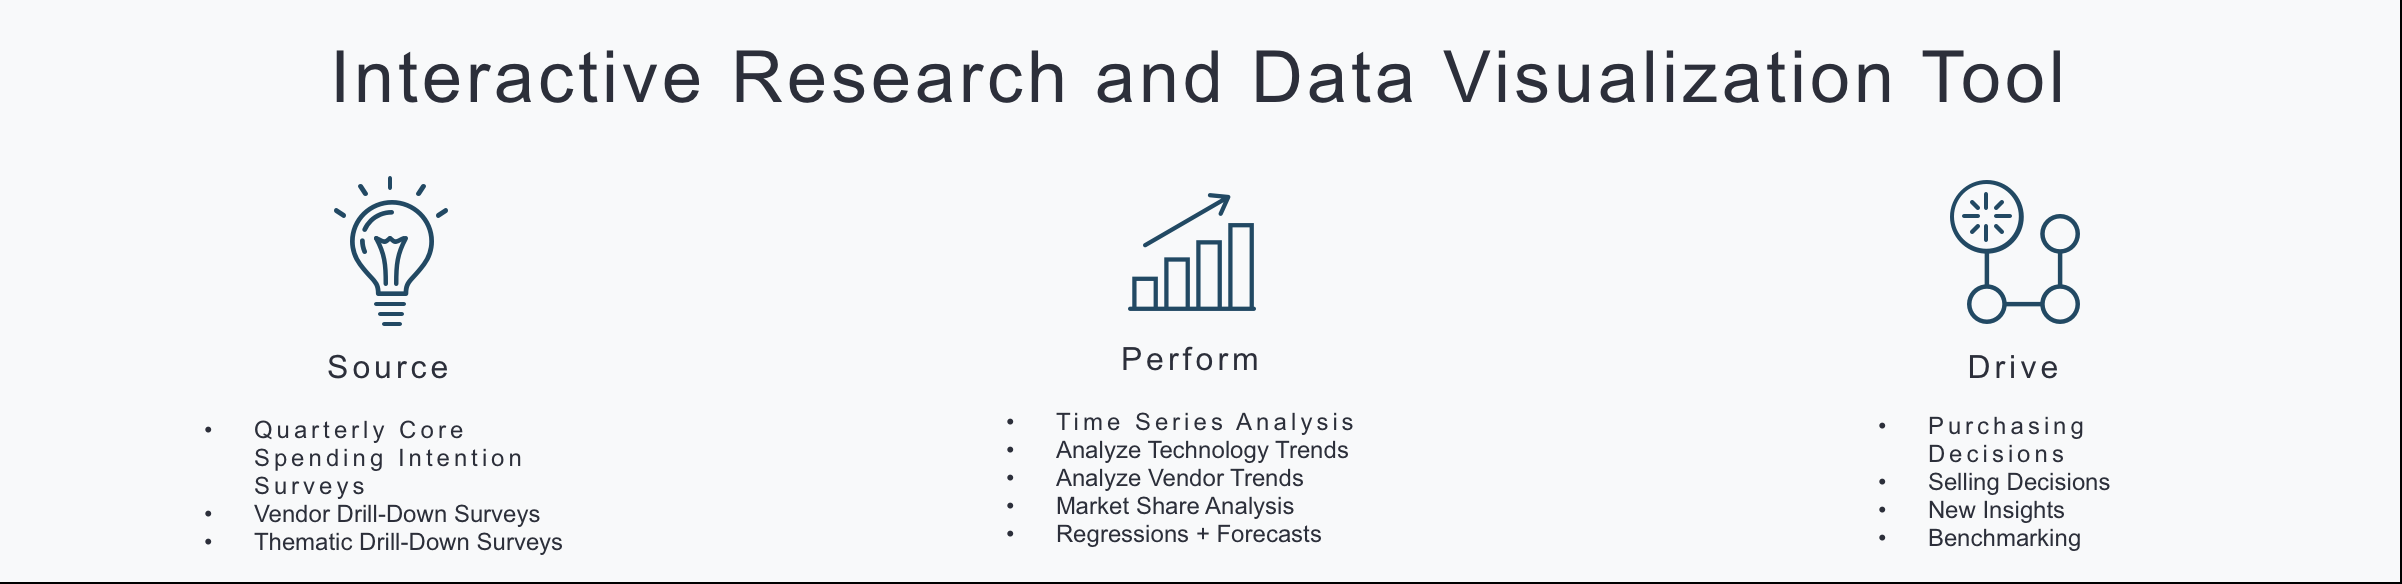 Interactive Research and Data Visualization Tool
Source
• Quarterly Core
Spending Intention
Surveys
• Vendor Drill-Down Surveys
• Thematic Drill-Down Surveys
Perform
• Time Series Analysis
• Analyze Technology Trends
• Analyze Vendor Trends
• Market Share Analysis
• Regressions + Forecasts
Drive
• Purchasing
Decisions
• Selling Decisions
• New Insights
• Benchmarking